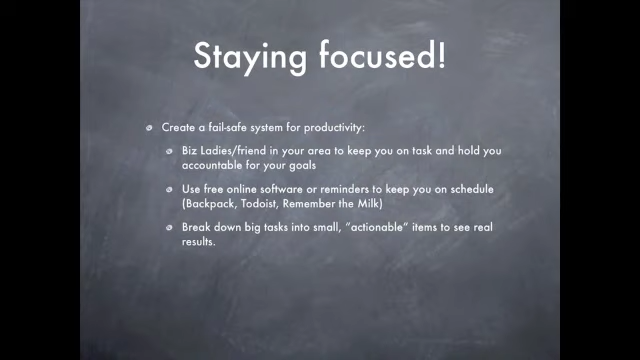 Staying focused!
Create a fail-safe system for productivity:
Biz Ladies/friend in your area to keep you on task and hold you
accountable for your goals
Use free online software or reminders to keep you on schedule
(Backpack, Todoist, Remember the Milk)
Break down big tasks into small, “actionable” items to see real
results.